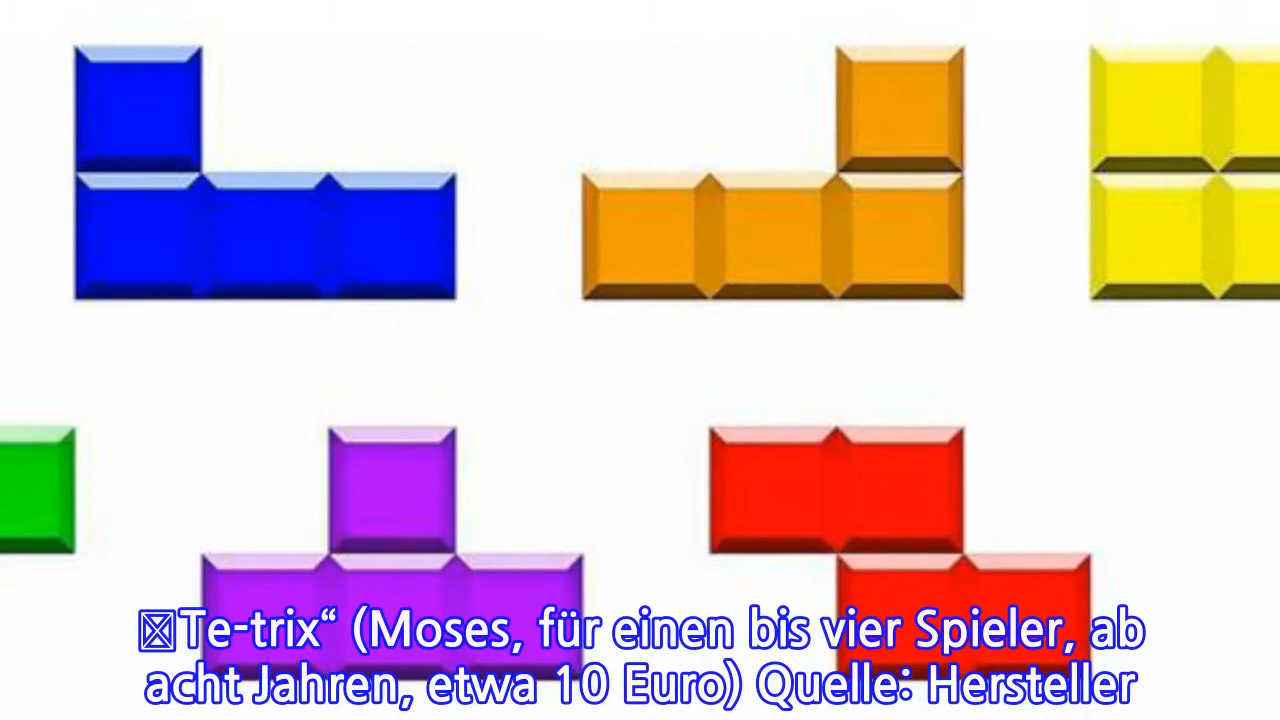 Te-trix“ (Moses, für einen bis vier Spieler, ab
acht Jahren, etwa 10 Euro) Quelle: Hersteller